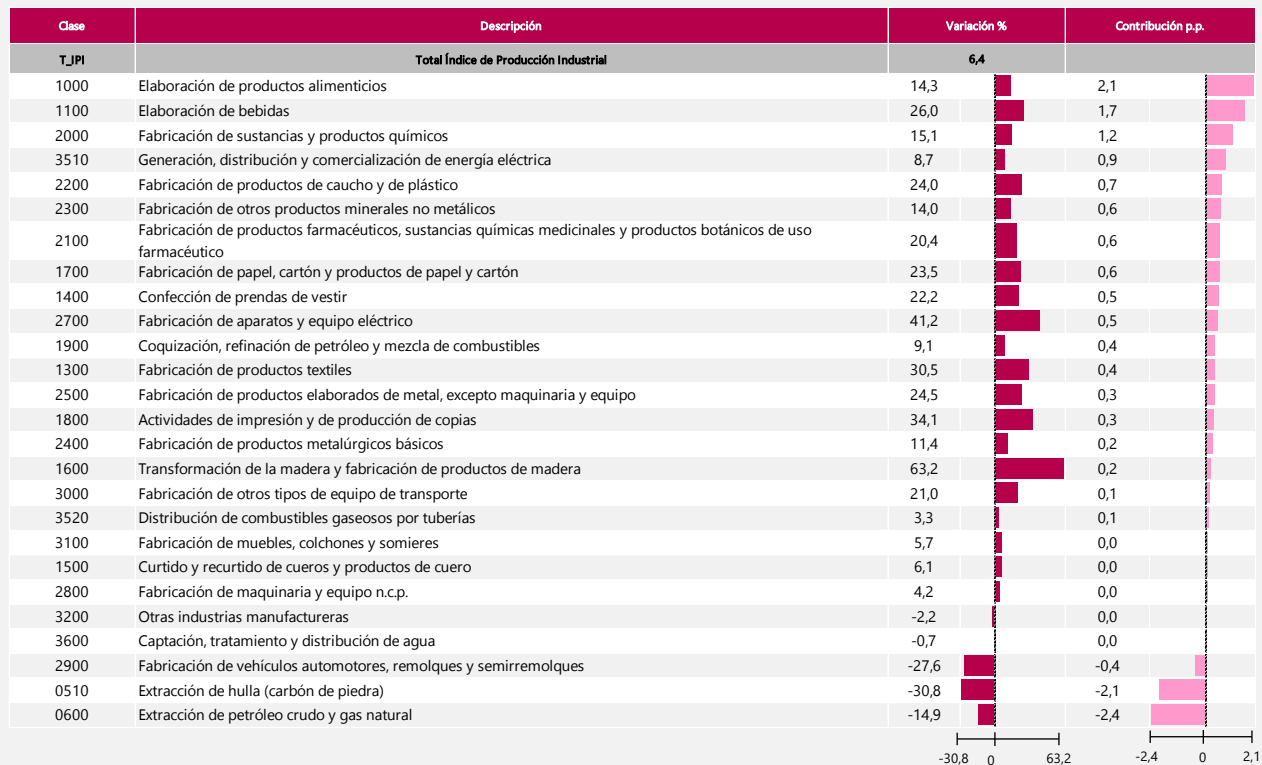 Clase Descripción Variación % Contribución p.p.
T_IPI Total Índice de Producción Industrial 6,4
1000 Elaboración de productos alimenticios 14,3 2,1
1100 Elaboración de bebidas 26,0 1,7
2000 Fabricación de sustancias y productos químicos 15,1 1,2
3510 Generación, distribución y comercialización de energía eléctrica 8,7 0,9
2200 Fabricación de productos de caucho y de plástico 24,0 0,7
2300 Fabricación de otros productos minerales no metálicos 14,0 0,6
2100 Fabricación de productos farmacéuticos, sustancias químicas medicinales y productos botánicos de uso
farmacéutico 20,4 0,6
1700 Fabricación de papel, cartón y productos de papel y cartón 23,5 0,6
1400 Confección de prendas de vestir 22,2 0,5
2700 Fabricación de aparatos y equipo eléctrico 41,2 0,5
1900 Coquización, refinación de petróleo y mezcla de combustibles 9,1 0,4
1300 Fabricación de productos textiles 30,5 0,4
2500 Fabricación de productos elaborados de metal, excepto maquinaria y equipo 24,5 0,3
1800 Actividades de impresión y de producción de copias 34,1 0,3
2400 Fabricación de productos metalúrgicos básicos 11,4 0,2
1600 Transformación de la madera y fabricación de productos de madera 63,2 0,2
3000 Fabricación de otros tipos de equipo de transporte 21,0 0,1
3520 Distribución de combustibles gaseosos por tuberías 3,3 0,1
3100 Fabricación de muebles, colchones y somieres 5,7 0,0
1500 Curtido y recurtido de cueros y productos de cuero 6,1 0,0
2800 Fabricación de maquinaria y equipo n.c.p. 4,2 0,0
3200 Otras industrias manufactureras -2,2 0,0
3600 Captación, tratamiento y distribución de agua -0,7 0,0
2900 Fabricación de vehículos automotores, remolques y semirremolques -27,6 -0,4
0510 Extracción de hulla (carbón de piedra) -30,8 -2,1
0600 Extracción de petróleo crudo y gas natural -14,9 -2,4
-30,8 0 63,2 -2,4 0 2,1